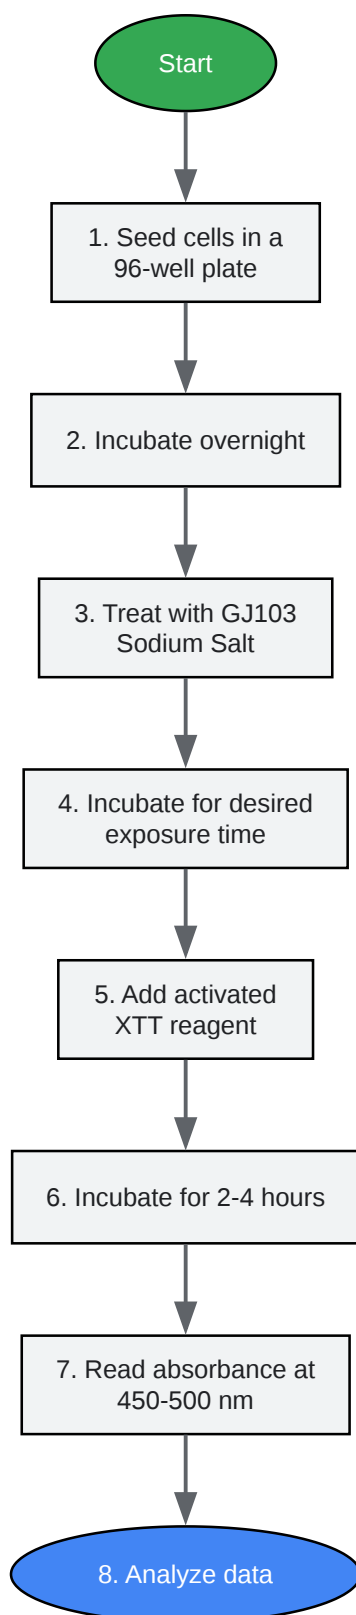 Start
1. Seed cells in a
96-well plate
2. Incubate overnight
3. Treat with GJ103
Sodium Salt
4. Incubate for desired
exposure time
5. Add activated
XTT reagent
6. Incubate for 2-4 hours
7. Read absorbance at
450-500 nm
8. Analyze data